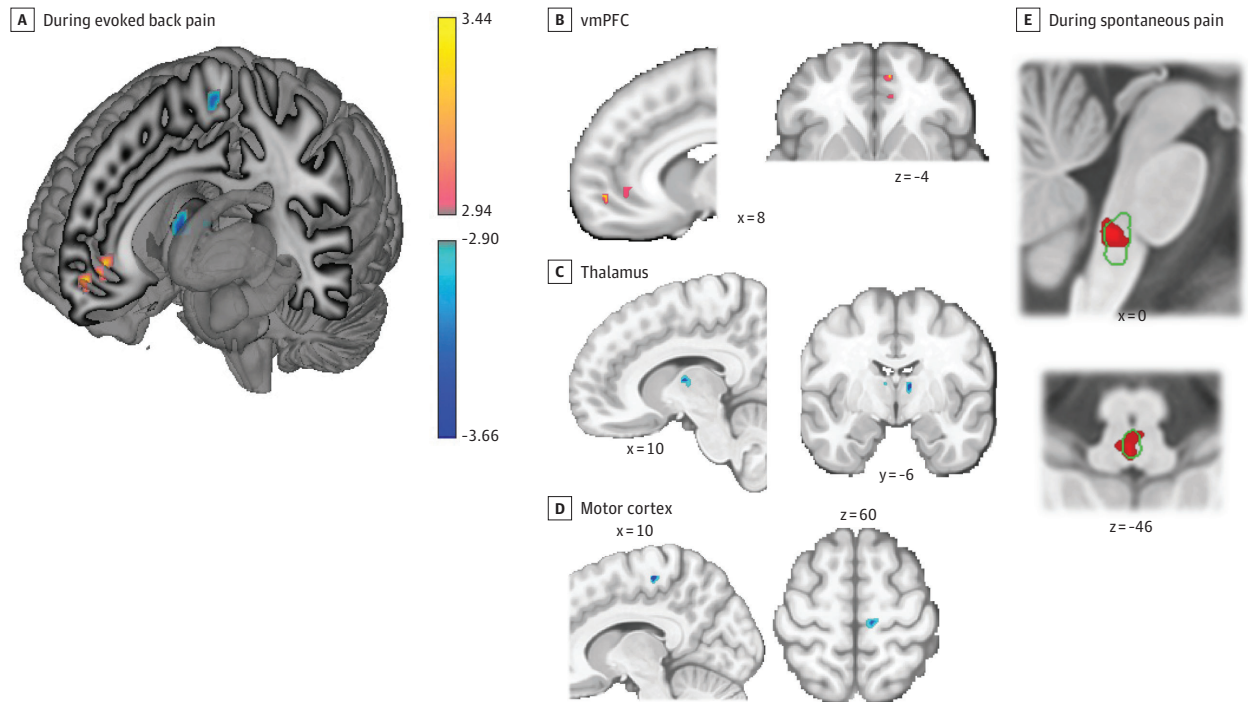 A During evoked back pain
3.44
2.94
-2.90
-3.66
B vmPFC
x = 8
z = -4
C Thalamus
x = 10
y = -6
D Motor cortex
x = 10
z = 60
E During spontaneous pain
x = 0
z = -46